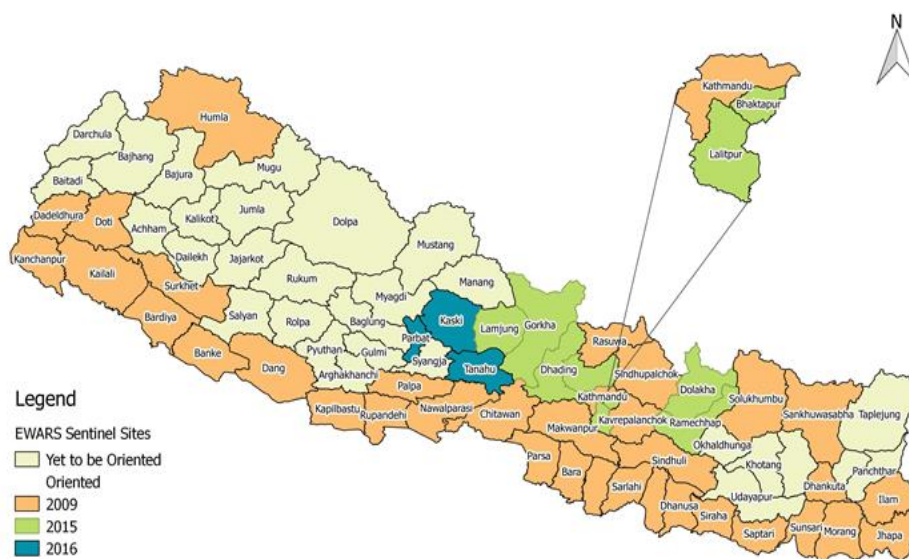 N
Kathmandu
Bhaktapur
Lalitpur
Humla
Darchula
Bajhang
Bajura
Mugu
Baitadi
Dadeldhura
Doti
Achham
Kalikot
Jumla
Dolpa
Mustang
Kanchanpur
Kailali
Dailekh
Jajarkot
Rukum
Manang
Surkhet
Myagdi
Kaski
Lamjung
Gorkha
Bardiya
Salyan
Rolpa
Baglung
Parbat
Rasuwa
Banke
Pyuthan
Gulmi
Syangja
Tanahu
Dhading
Sindhupalchok
Dang
Arghakhanchi
Palpa
Kathmandu
Dolakha
Solukhumbu
Sankhuwasabha
Taplejung
Kapilbastu
Rupandehi
Nawalparasi
Chitawan
Makwanpur
Kavrepalanchok
Ramechhap
Okhaldhunga
Khotang
Panchthar
Parsa
Bara
Sarlahi
Sindhuli
Udayapur
Dhankuta
Ilam
Dhanusa
Siraha
Saptari
Sunsari
Morang
Jhapa
Legend
EWARS Sentinel Sites
Yet to be Oriented
Oriented
2009
2015
2016